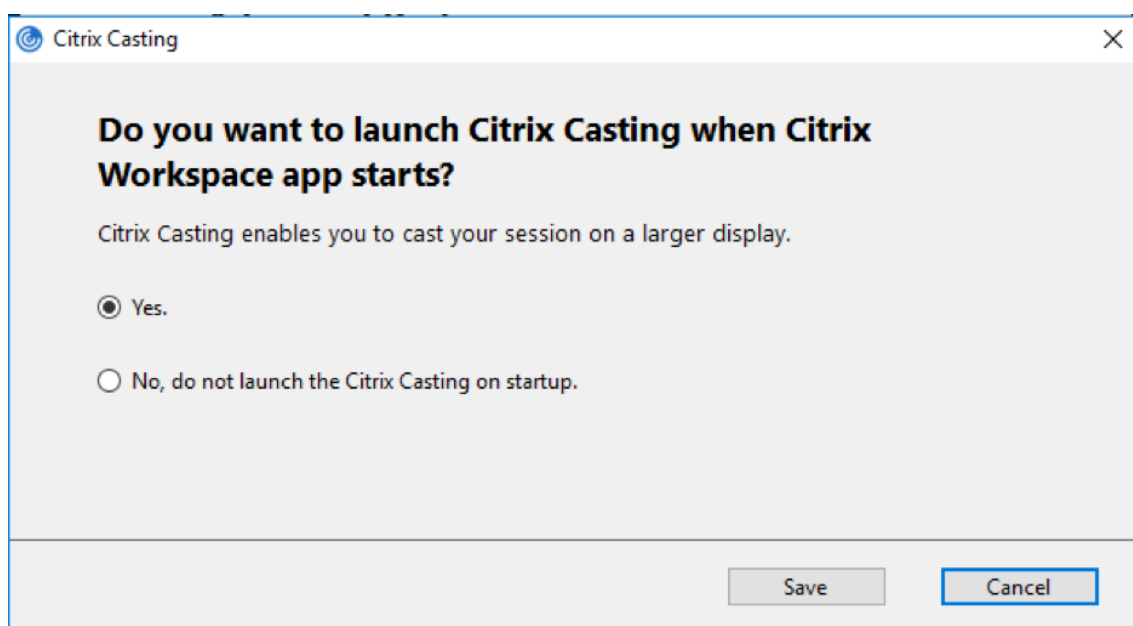 Citrix Casting
Do you want to launch Citrix Casting when Citrix
Workspace app starts?
Citrix Casting enables you to cast your session on a larger display.
Yes.
No, do not launch the Citrix Casting on startup.
Save
Cancel